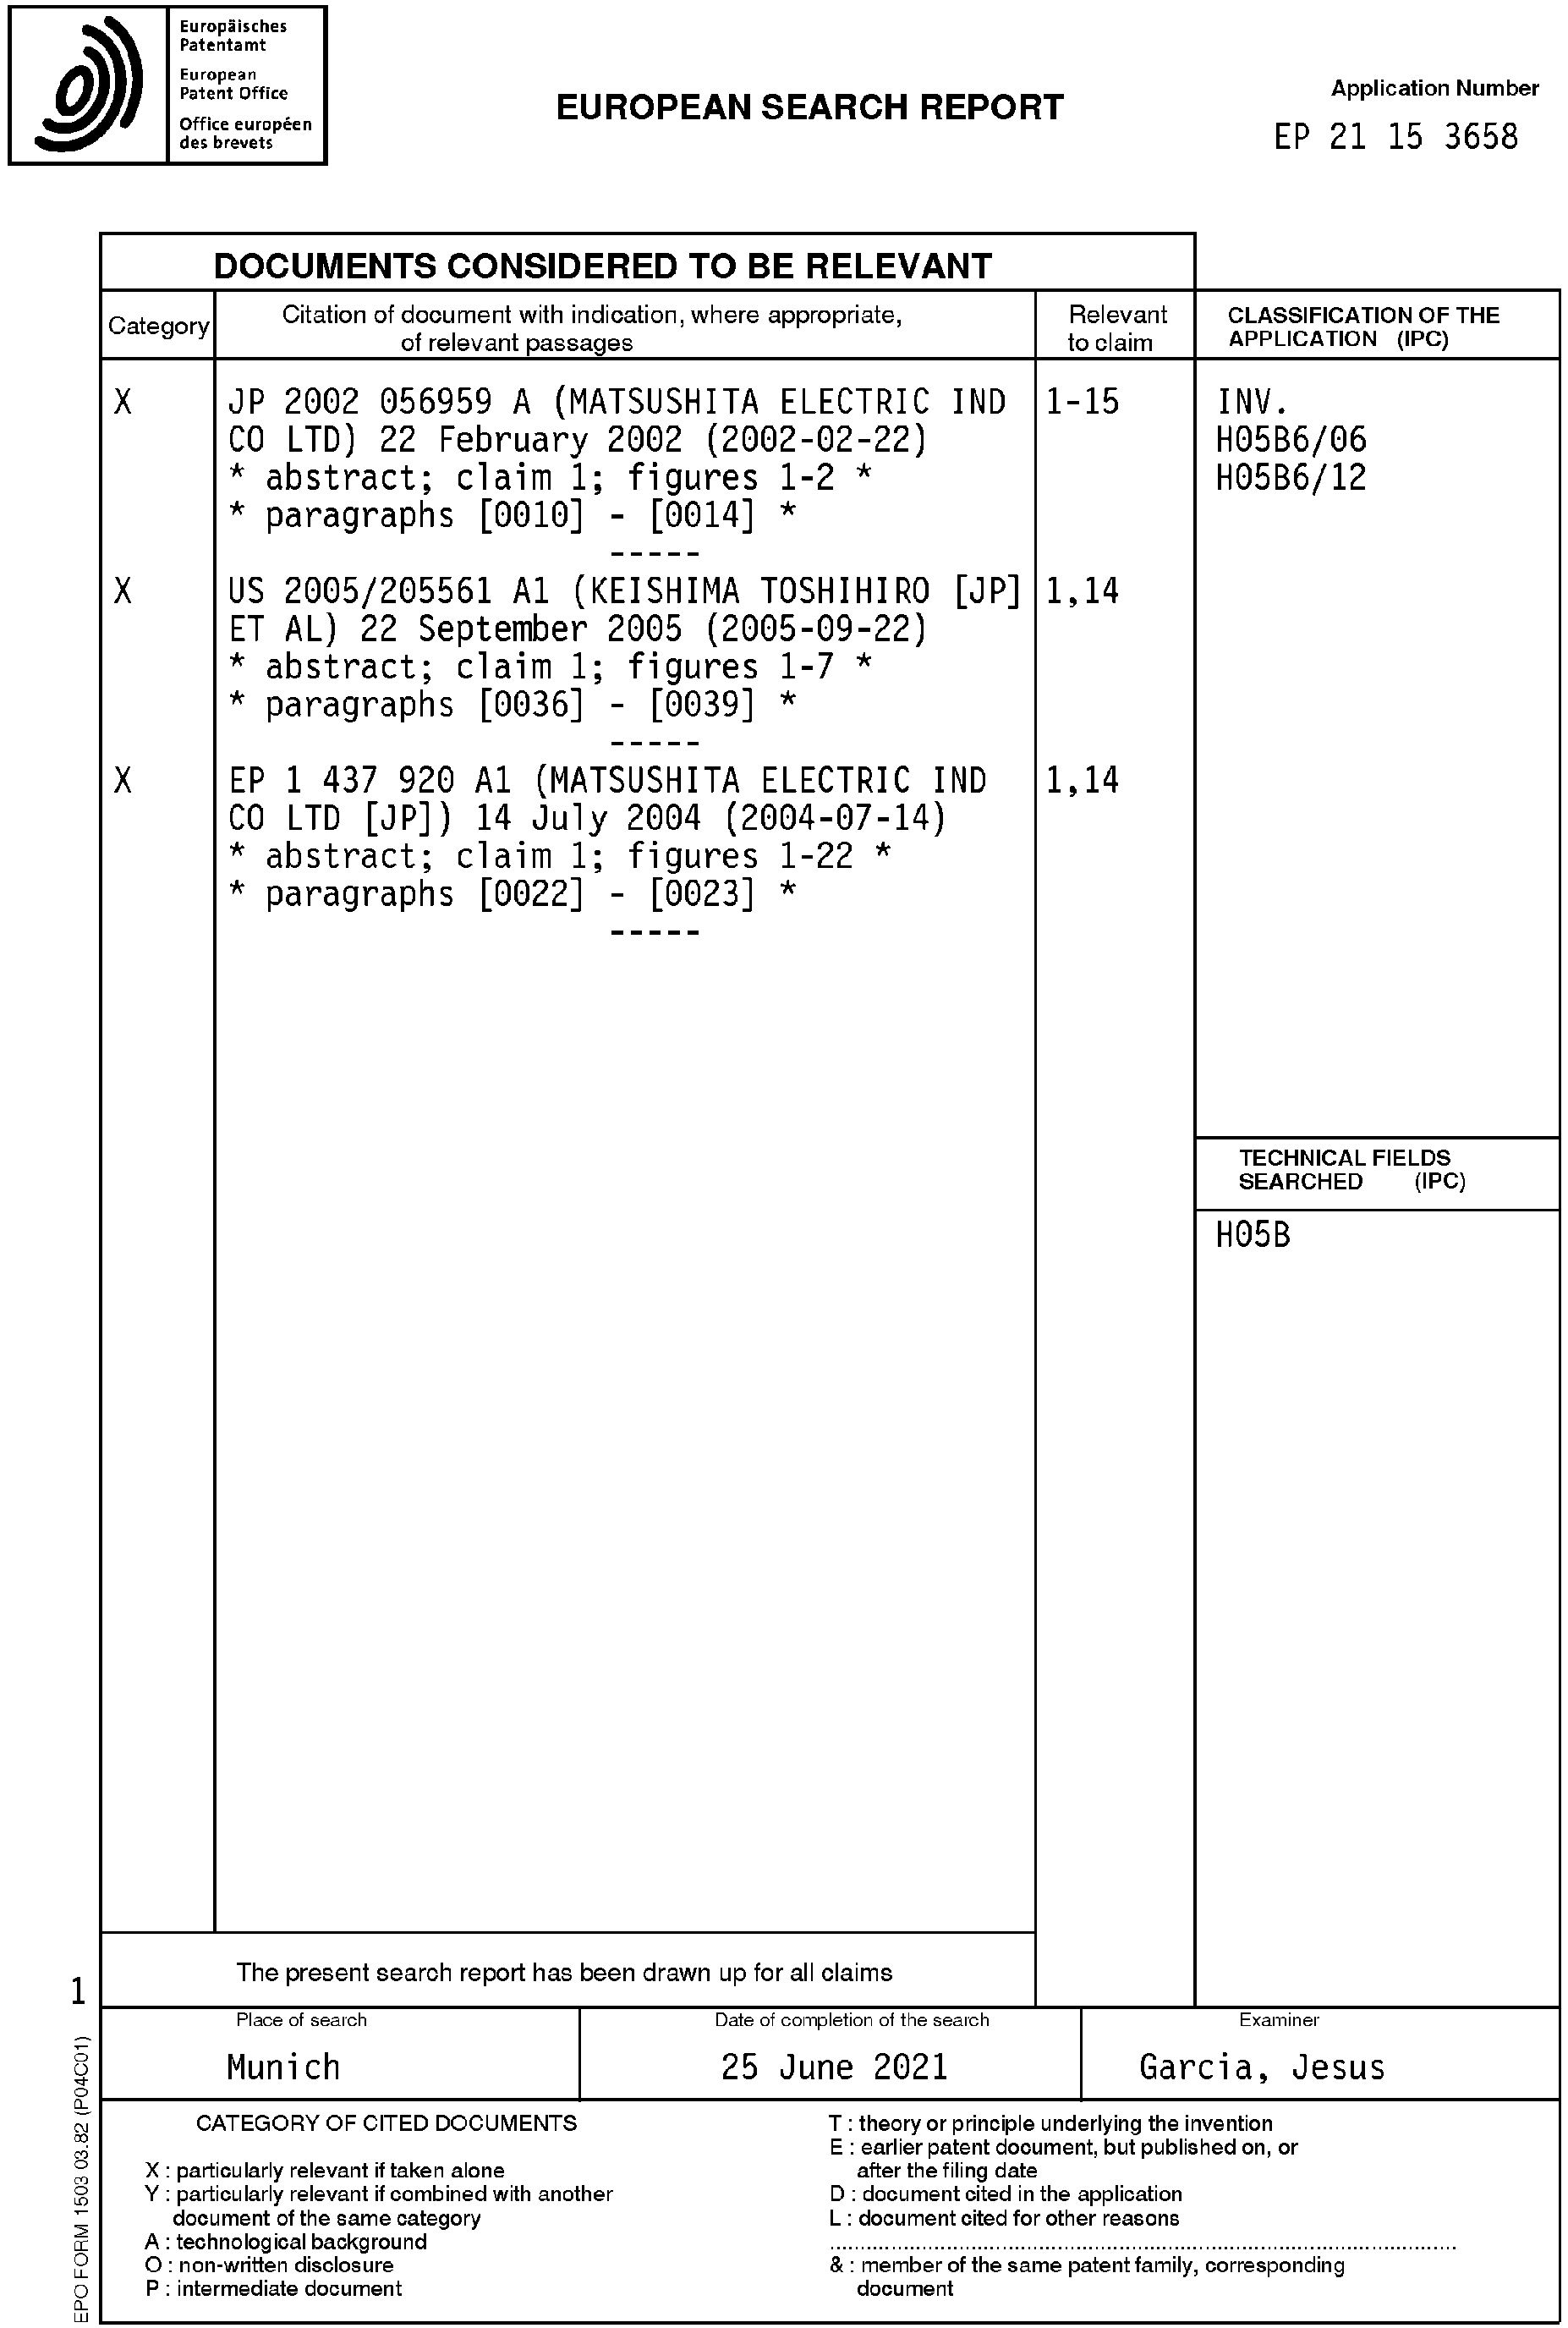 Europäisches
Patentamt
European
Patent Office
Office européen
des brevets
EUROPEAN SEARCH REPORT
Application Number
EP 21 15 3658
DOCUMENTS CONSIDERED TO BE RELEVANT
Category
Citation of document with indication, where appropriate,
of relevant passages
Relevant
to claim
CLASSIFICATION OF THE
APPLICATION (IPC)
X
JP 2002 056959 A (MATSUSHITA ELECTRIC IND
CO LTD) 22 February 2002 (2002-02-22)
* abstract; claim 1; figures 1-2 *
* paragraphs [0010] - [0014] *
-----
1-15
INV.
H05B6/06
H05B6/12
X
US 2005/205561 A1 (KEISHIMA TOSHIHIRO [JP]
ET AL) 22 September 2005 (2005-09-22)
* abstract; claim 1; figures 1-7 *
* paragraphs [0036] - [0039] *
-----
1,14
X
EP 1 437 920 A1 (MATSUSHITA ELECTRIC IND
CO LTD [JP]) 14 July 2004 (2004-07-14)
* abstract; claim 1; figures 1-22 *
* paragraphs [0022] - [0023] *
-----
1,14
TECHNICAL FIELDS
SEARCHED (IPC)
H05B
The present search report has been drawn up for all claims
1
Place of search
Munich
Date of completion of the search
25 June 2021
Examiner
Garcia, Jesus
CATEGORY OF CITED DOCUMENTS
X : particularly relevant if taken alone
Y : particularly relevant if combined with another
document of the same category
A : technological background
O : non-written disclosure
P : intermediate document
T : theory or principle underlying the invention
E : earlier patent document, but published on, or
after the filing date
D : document cited in the application
L : document cited for other reasons
& : member of the same patent family, corresponding
document
EPO FORM 1503 03.82 (P04C01)